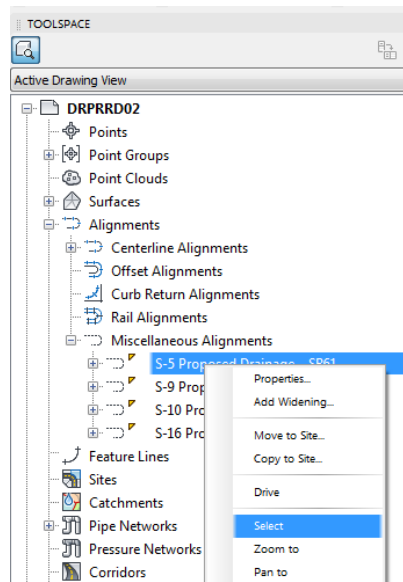 TOOLSPACE
Active Drawing View
DRPRRD02
Points
Point Groups
Point Clouds
Surfaces
Alignments
Centerline Alignments
Offset Alignments
Curb Return Alignments
Rail Alignments
Miscellaneous Alignments
S-5 Proposed Drainage - SP61
S-9 Prop
S-10 Pro
S-16 Pro
Feature Lines
Sites
Catchments
Pipe Networks
Pressure Networks
Corridors
Properties...
Add Widening...
Move to Site...
Copy to Site...
Drive
Select
Zoom to
Pan to